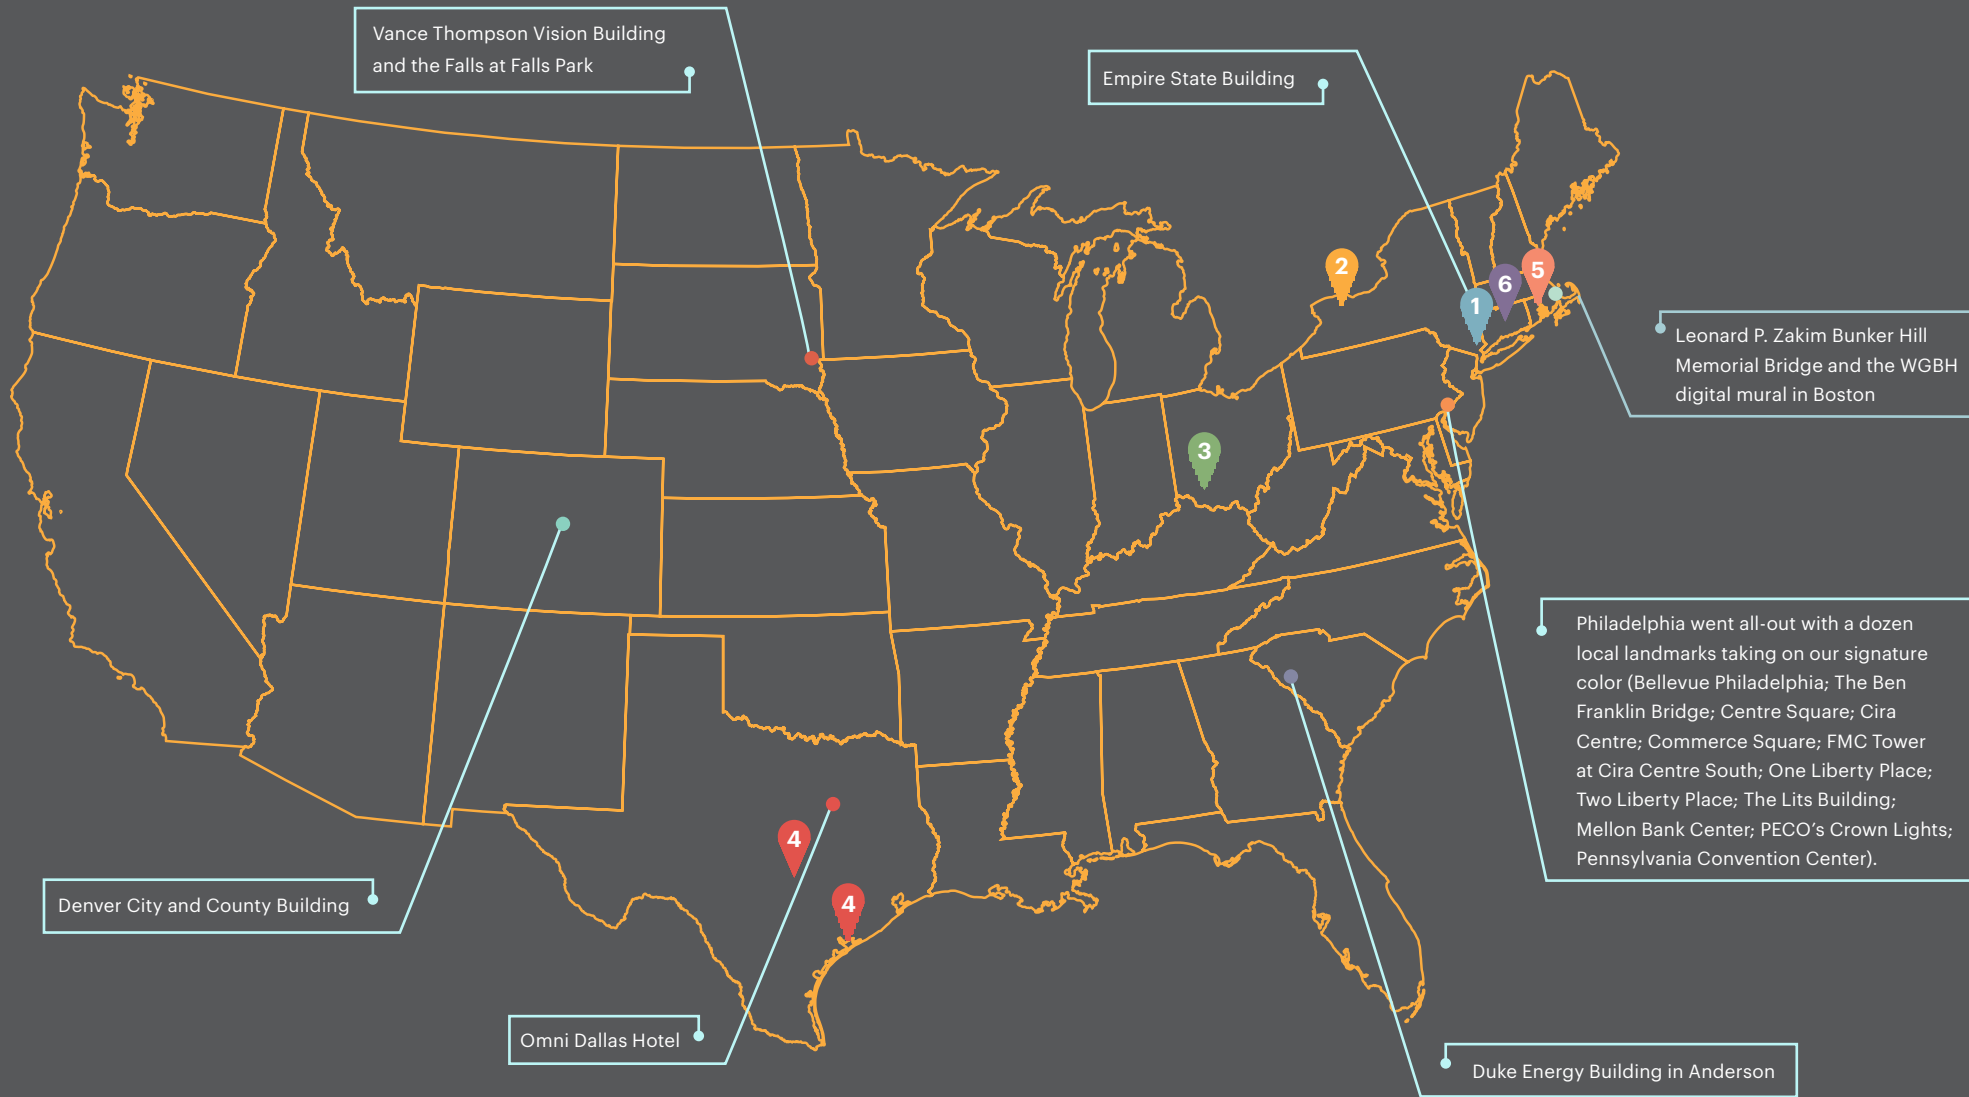 Vance Thompson Vision Building
and the Falls at Falls Park
Empire State Building
2
5
6
1
Leonard P. Zakim Bunker Hill
Memorial Bridge and the WGBH
digital mural in Boston
3
Philadelphia went all-out with a dozen
local landmarks taking on our signature
color (Bellevue Philadelphia; The Ben
Franklin Bridge; Centre Square; Cira
Centre; Commerce Square; FMC Tower
at Cira Centre South; One Liberty Place;
Two Liberty Place; The Lits Building;
Mellon Bank Center; PECO’s Crown Lights;
Pennsylvania Convention Center).
4
4
Denver City and County Building
Omni Dallas Hotel
Duke Energy Building in Anderson